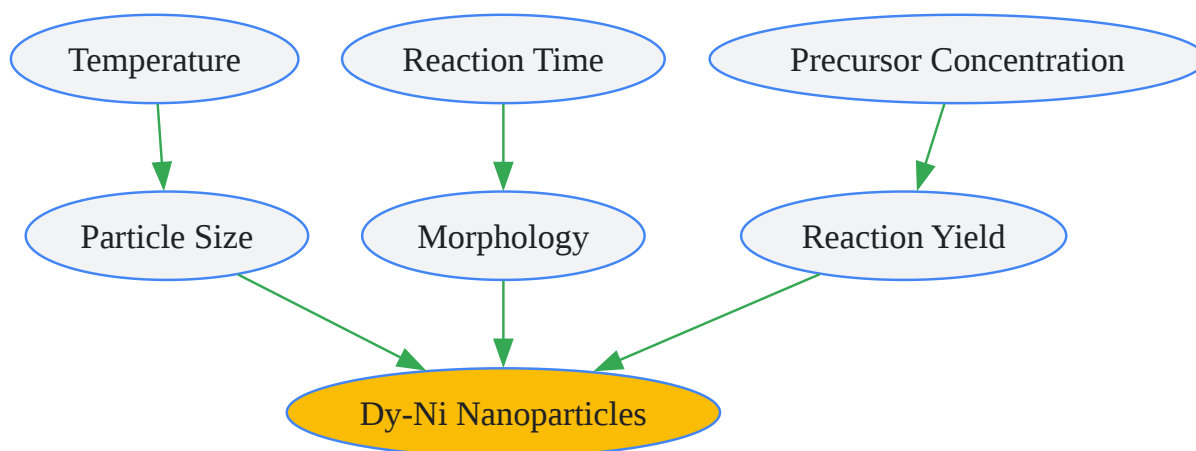 Temperature
Reaction Time
Precursor Concentration
Particle Size
Morphology
Reaction Yield
Dy-Ni Nanoparticles